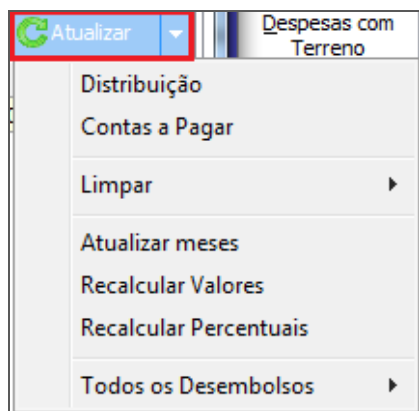 Atualizar
Despesas com
Terreno
Distribuição
Contas a Pagar
Limpar
Atualizar meses
Recalcular Valores
Recalcular Percentuais
Todos os Desembolsos